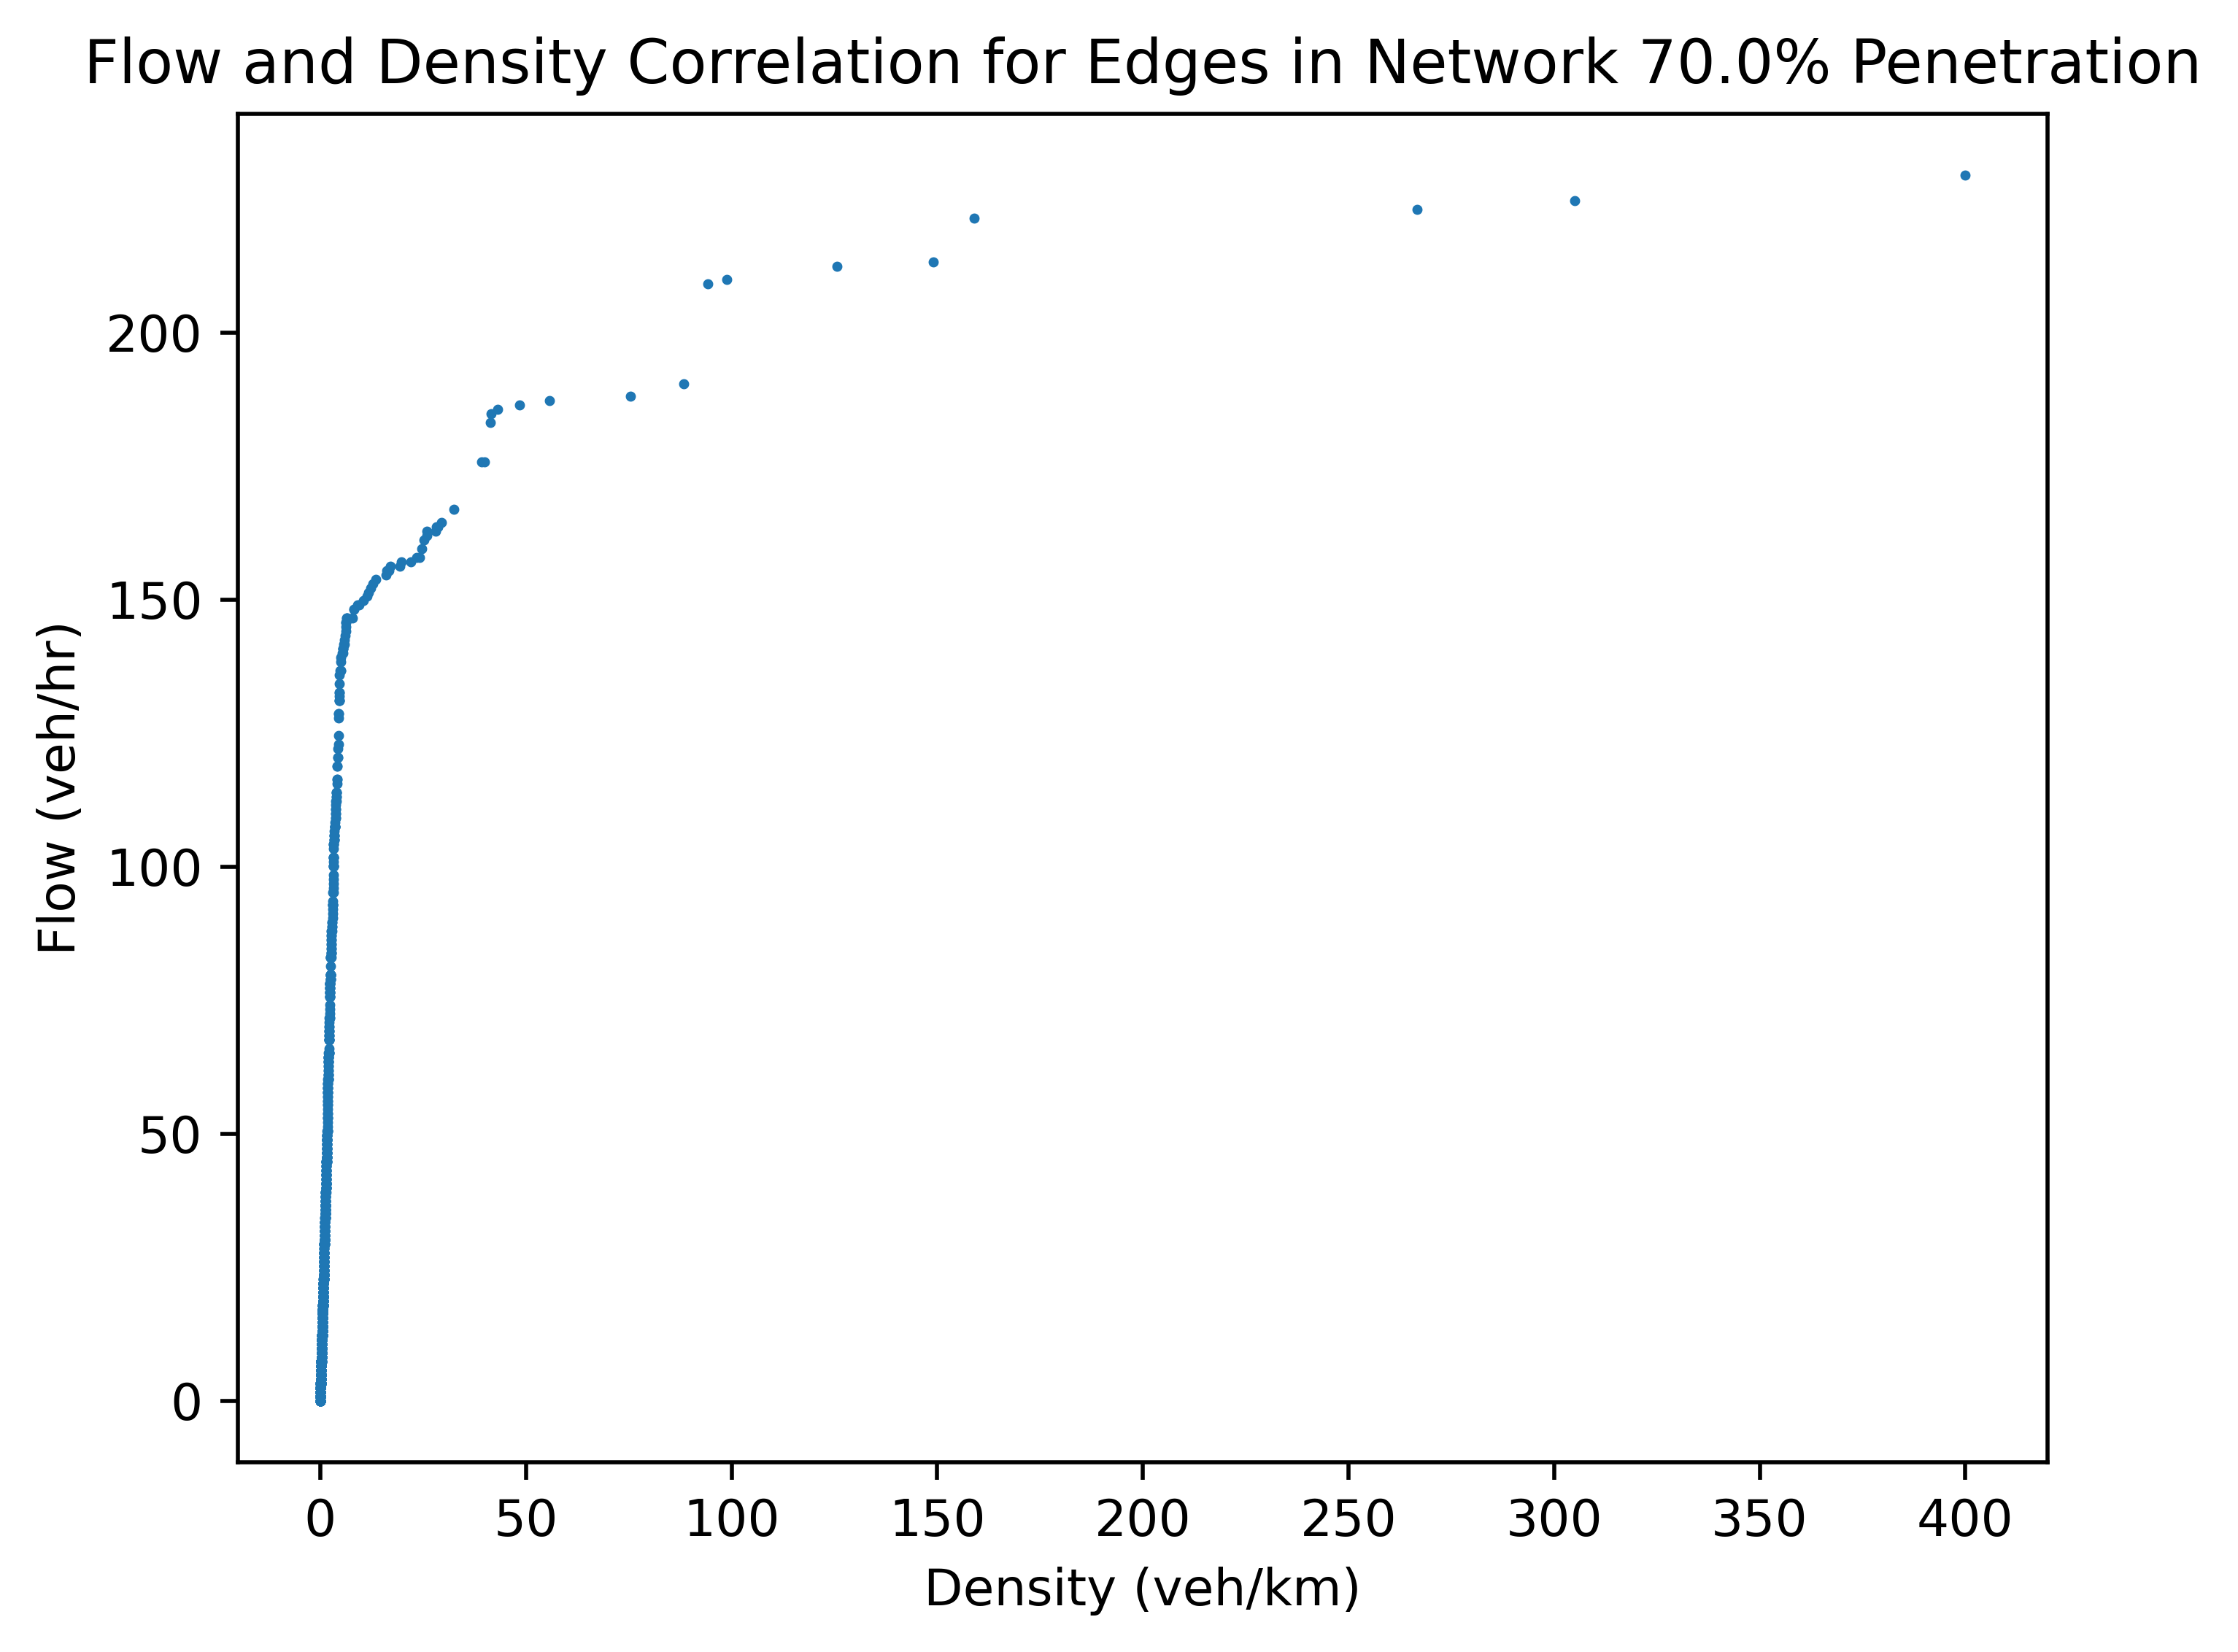 Flow and Density Correlation for Edges in Network 70.0% Penetration
Flow (veh/hr)
200
150
100
50
0
0 50 100 150 200 250 300 350 400
Density (veh/km)